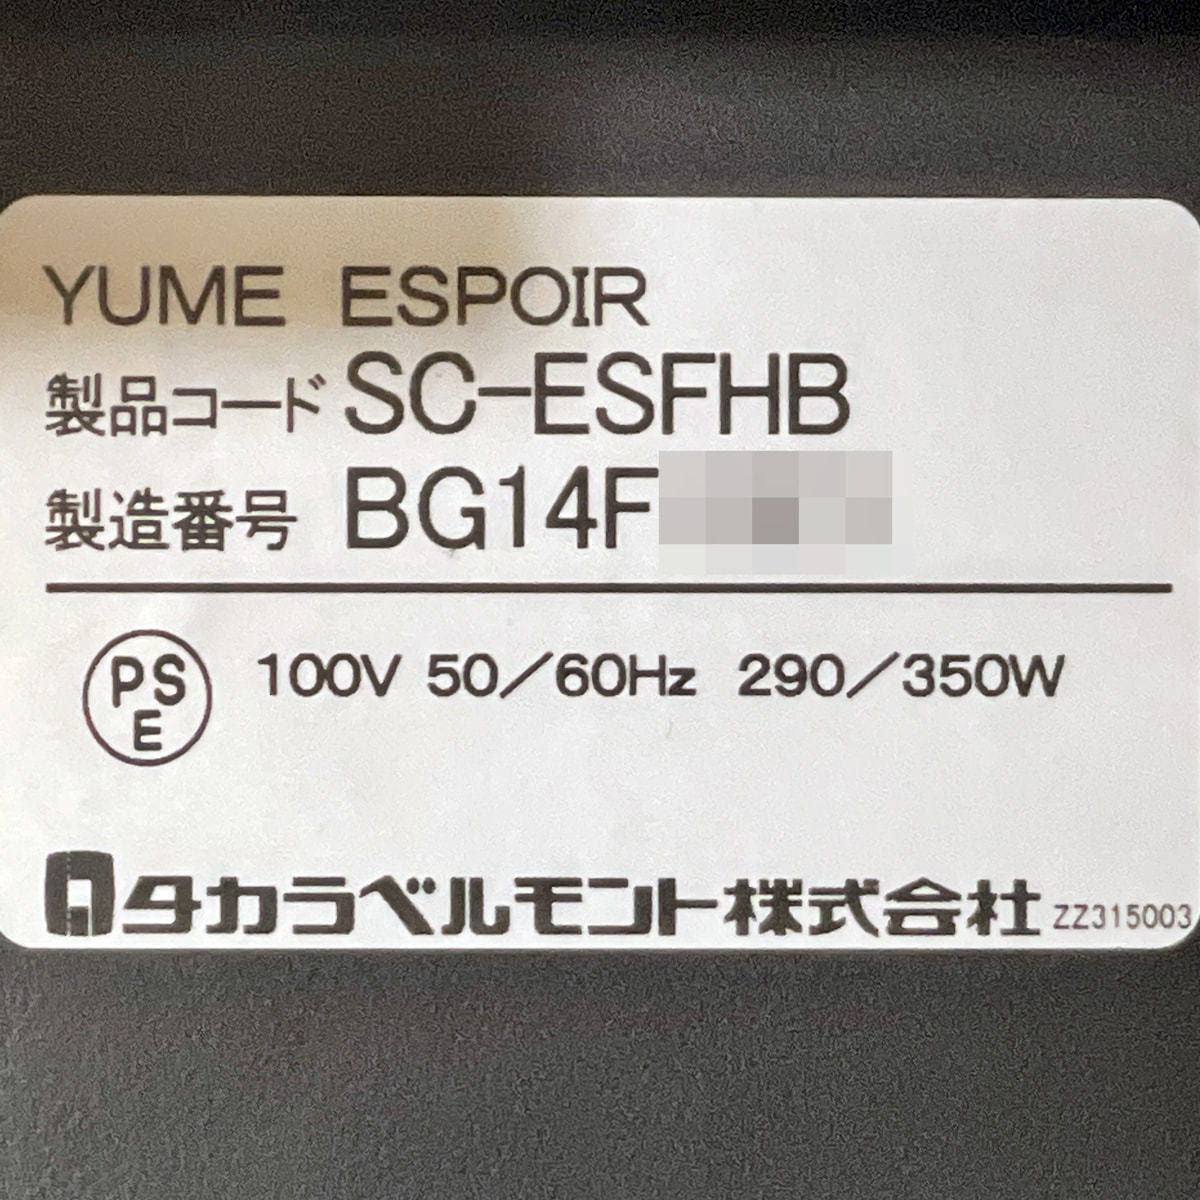 YUME ESPOIR
製品コード SC-ESFHB
製造番号 BG14F
PSE 100V 50/60Hz 290/350W
タカラベルモント株式会社 ZZ315003